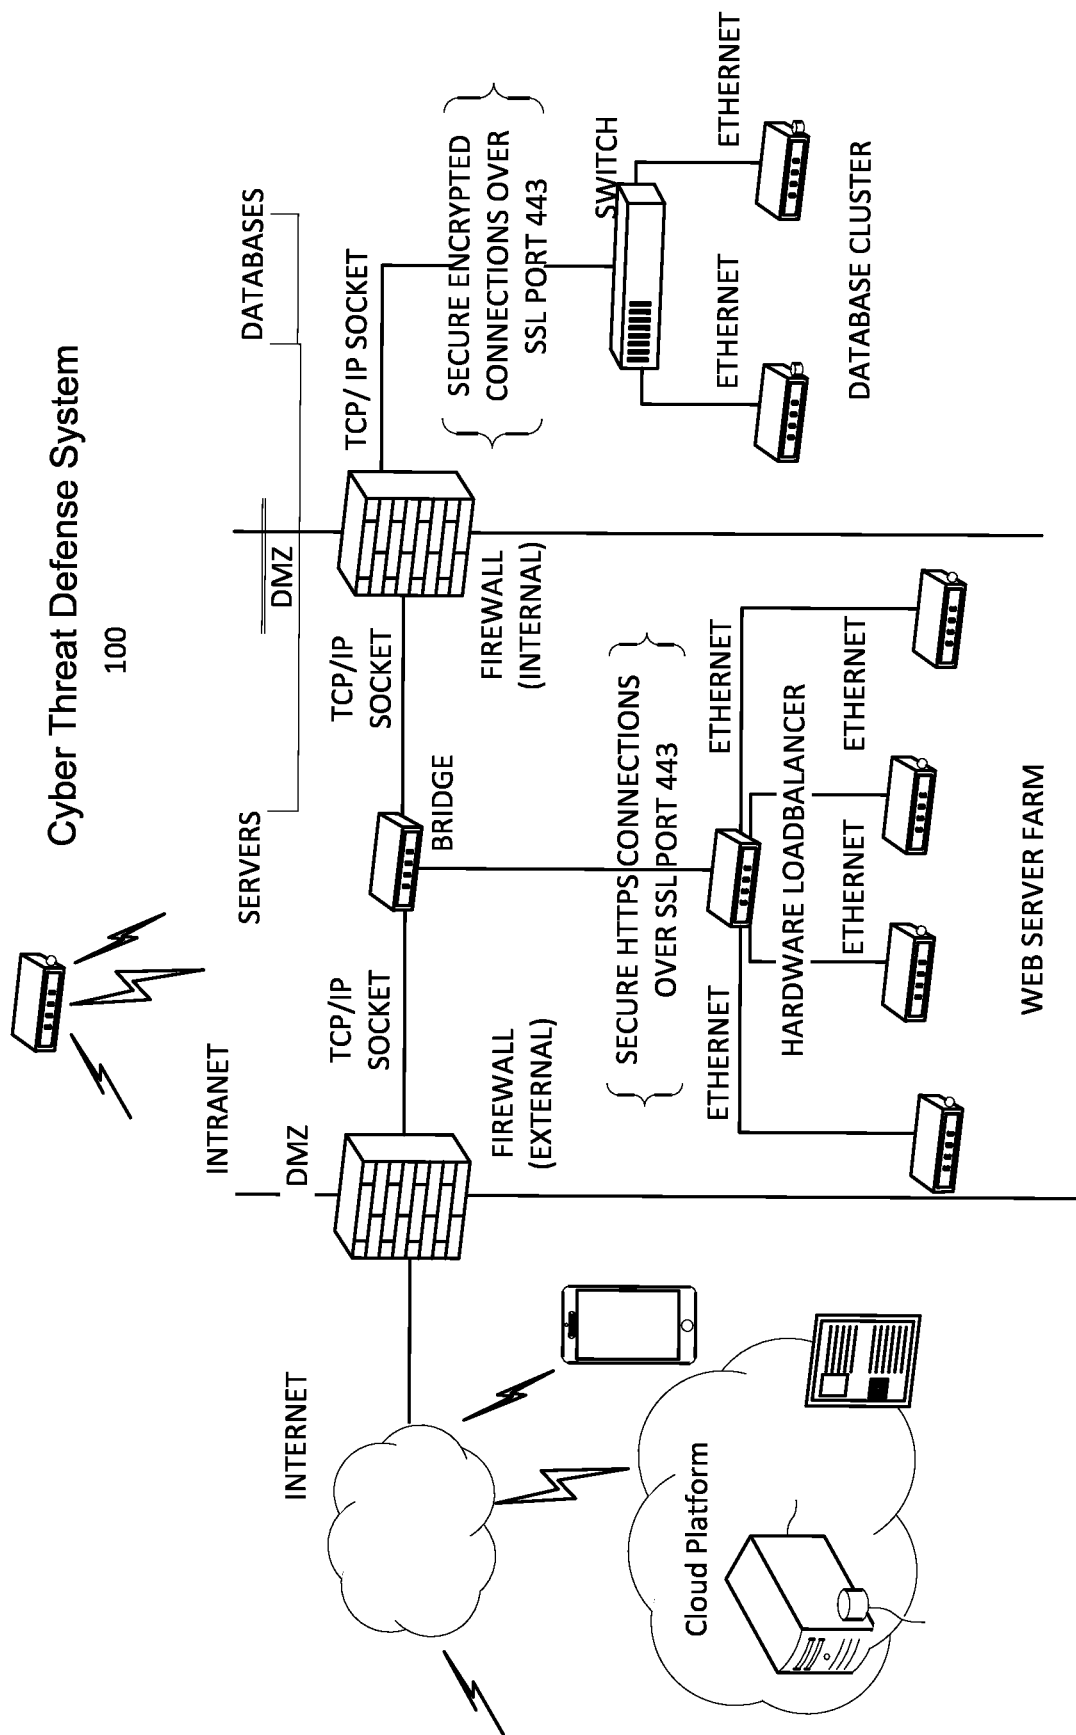 Cyber Threat Defense System
100
INTERNET
INTRANET
DMZ
SERVERS
DMZ
DATABASES
TCP/IP
SOCKET
TCP/IP
SOCKET
TCP/ IP SOCKET
FIREWALL
(EXTERNAL)
BRIDGE
FIREWALL
(INTERNAL)
SECURE ENCRYPTED
CONNECTIONS OVER
SSL PORT 443
SECURE HTTPS CONNECTIONS
OVER SSL PORT 443
SWITCH
ETHERNET
ETHERNET
ETHERNET
ETHERNET
HARDWARE LOADBALANCER
ETHERNET
ETHERNET
DATABASE CLUSTER
WEB SERVER FARM
Cloud Platform